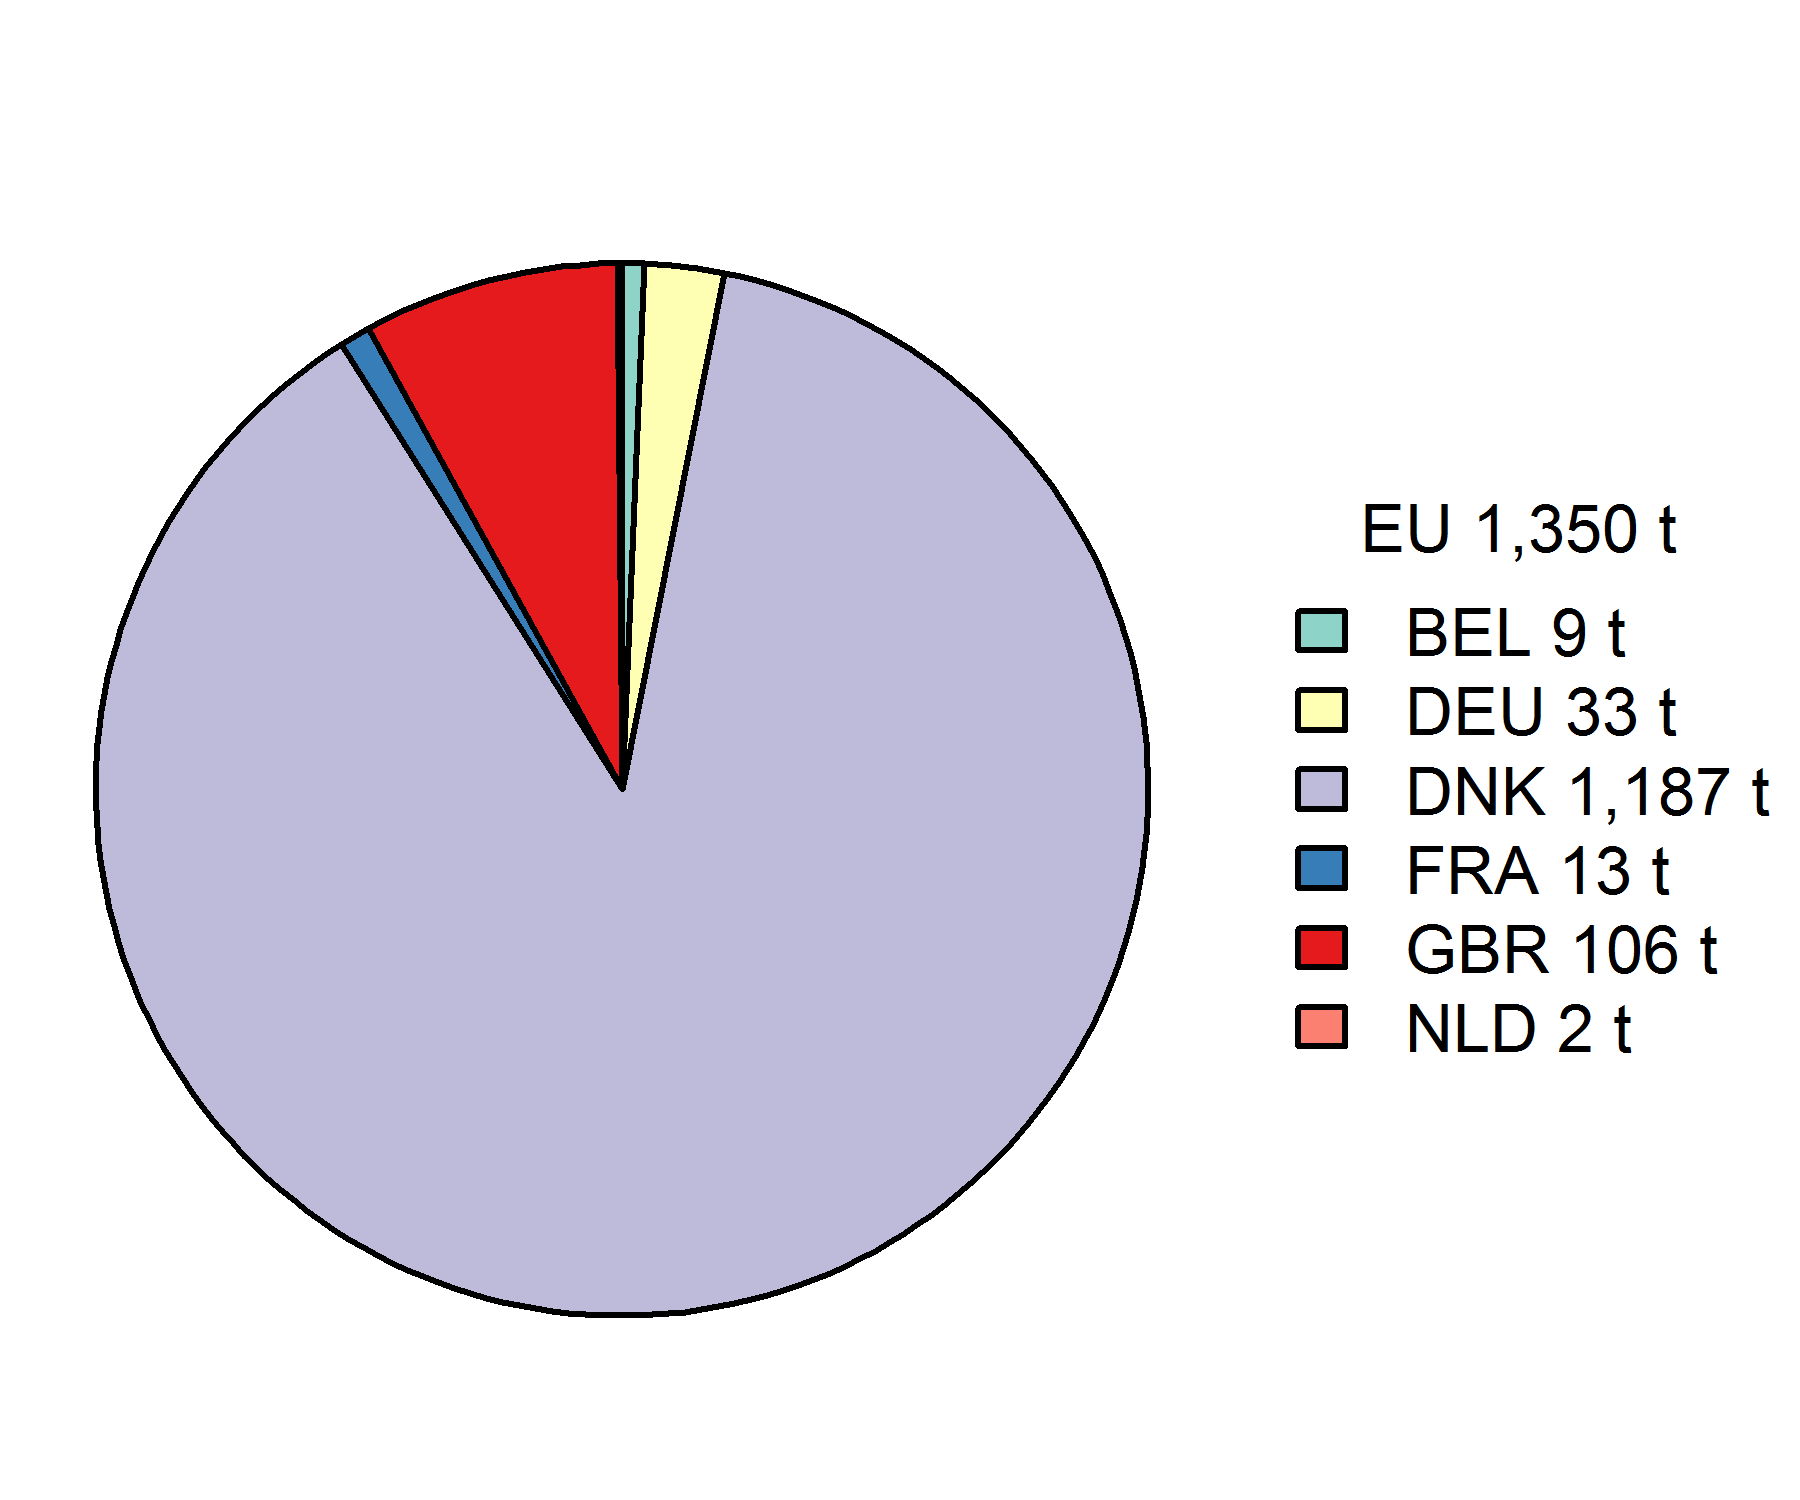 EU 1,350 t
BEL 9 t
DEU 33 t
DNK 1,187 t
FRA 13 t
GBR 106 t
NLD 2 t